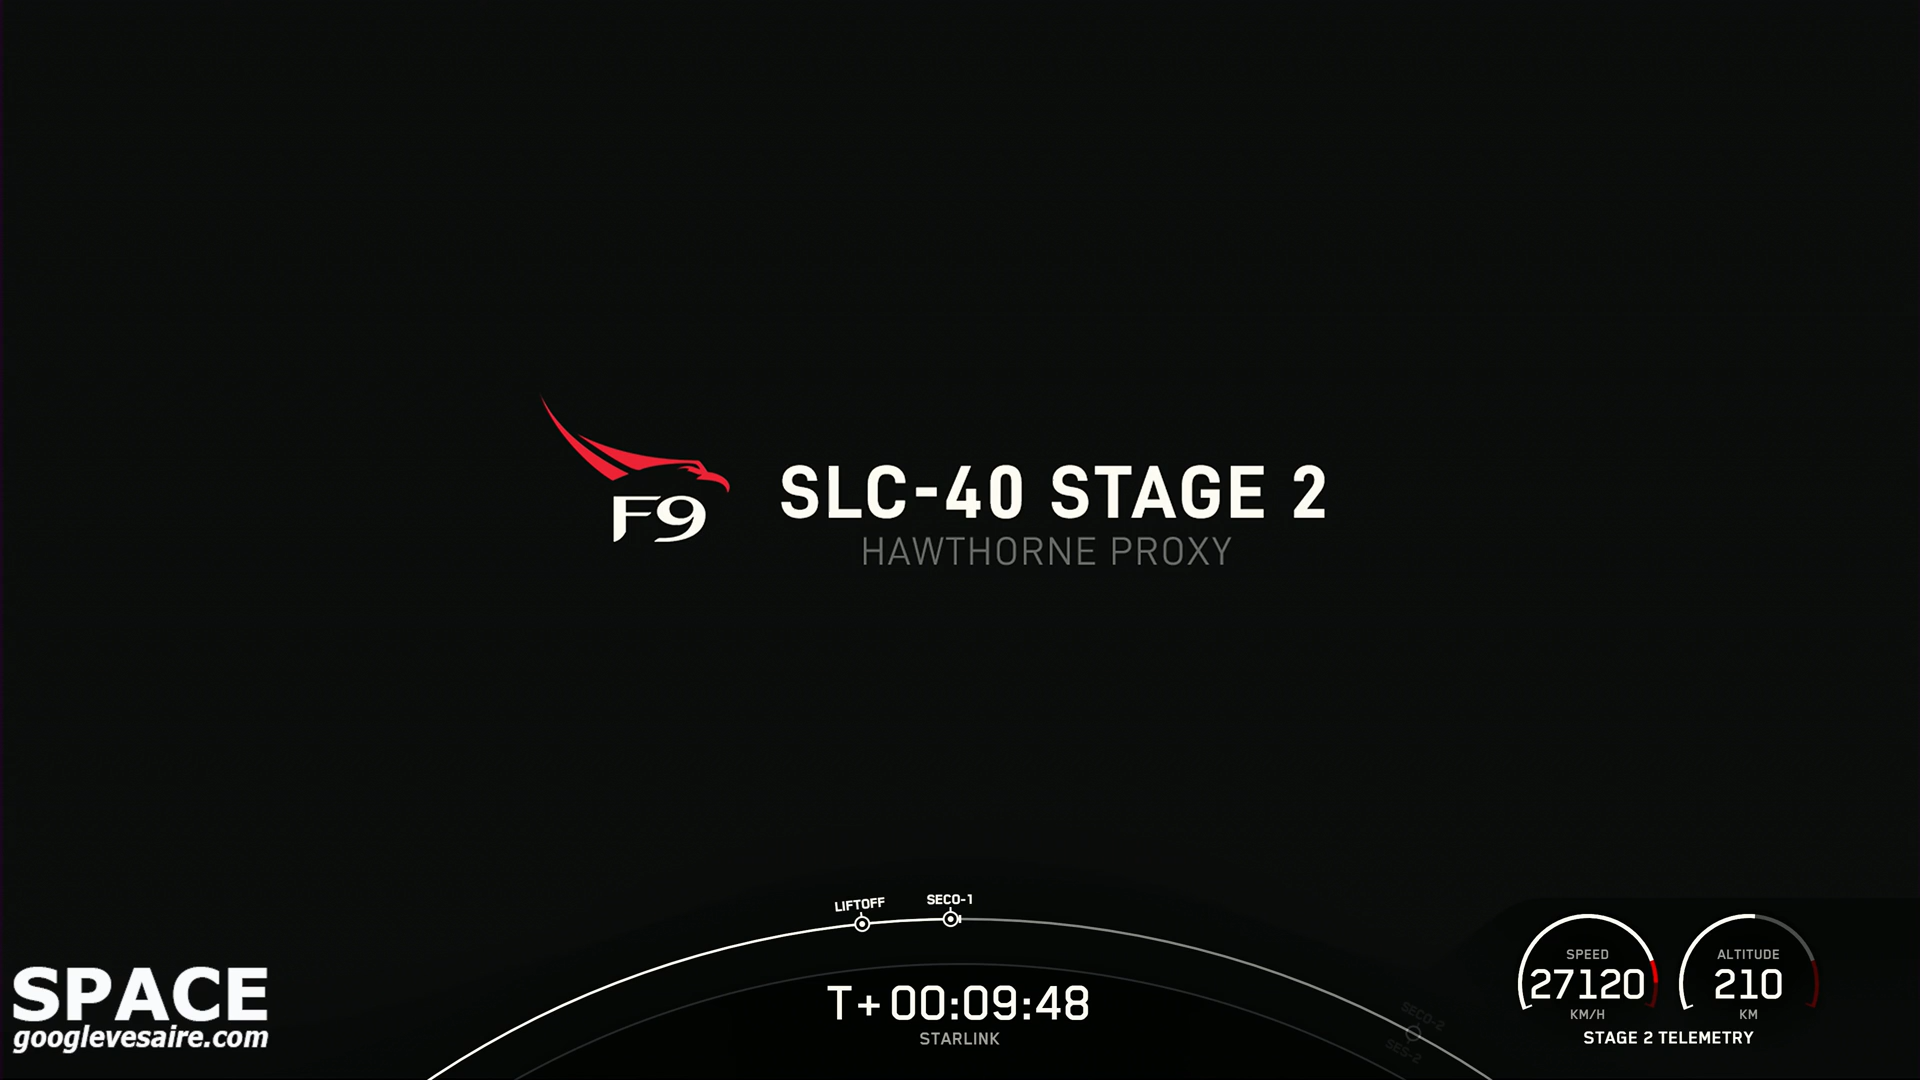 F9
SLC-40 STAGE 2
HAWTHORNE PROXY
LIFTOFF
SECO-1
SECO-2
SES-2
T+00:09:48
STARLINK
SPEED
27120
KM/H
ALTITUDE
210
KM
STAGE 2 TELEMETRY
SPACE
googlevesaire.com